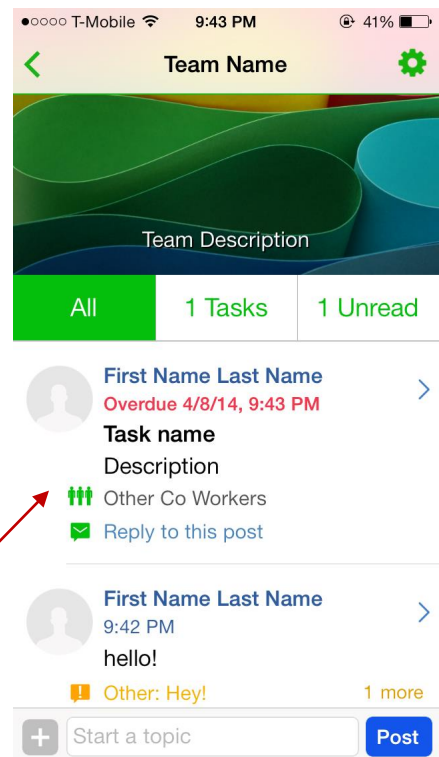 T-Mobile 9:43 PM 41%
Team Name
Team Description
All 1 Tasks 1 Unread
First Name Last Name
Overdue 4/8/14, 9:43 PM
Task name
Description
Other Co Workers
Reply to this post
First Name Last Name
9:42 PM
hello!
Other: Hey! 1 more
Start a topic Post